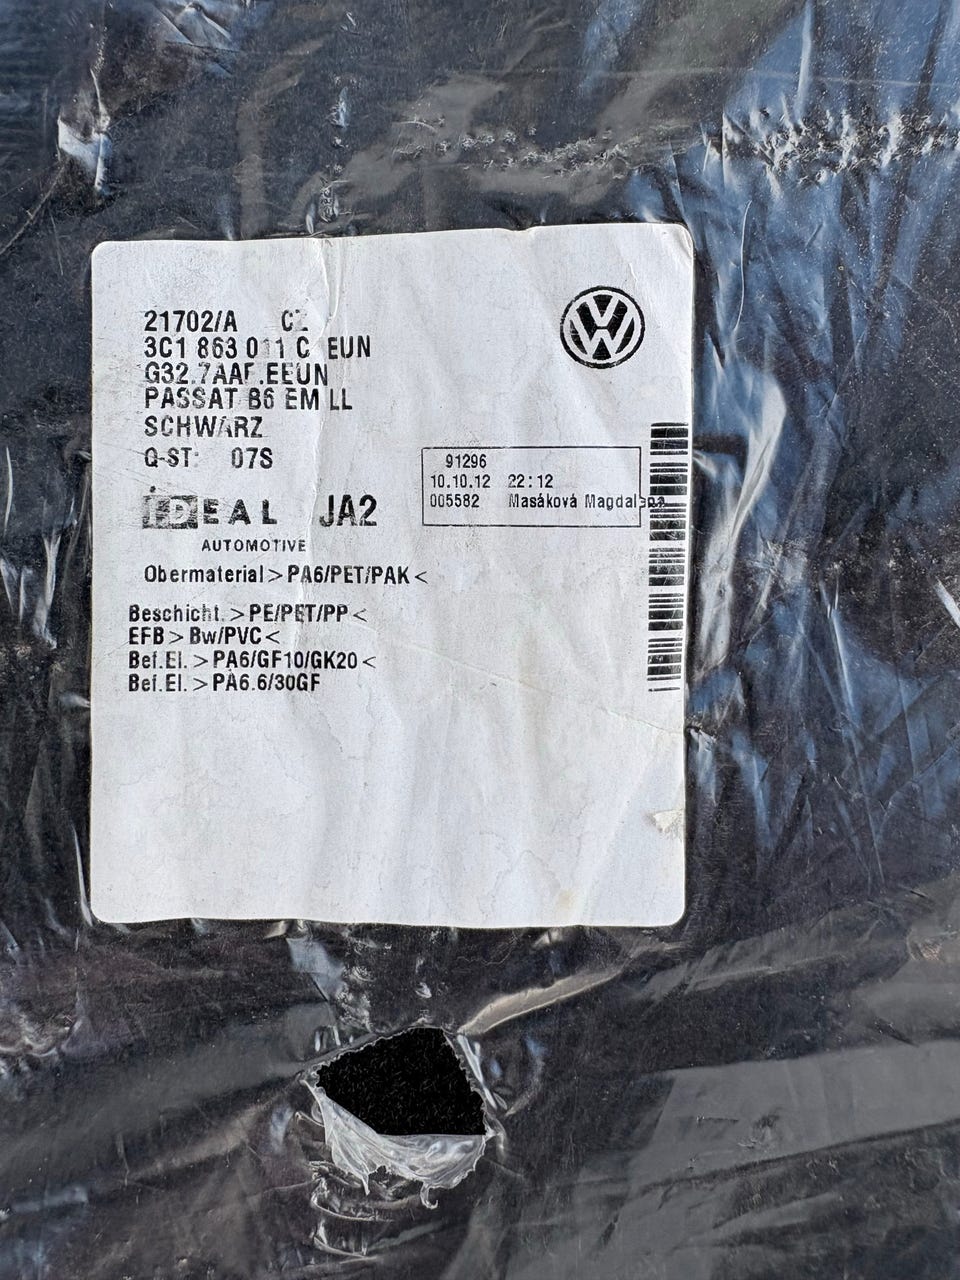 21702/A CZ
3C1 863 011 C EUN
G32.7AAF.EEUN
PASSAT B6 EM LL
SCHWARZ
Q-ST: 07S
91296
10.10.12 22:12
005582 Masáková Magdalena
IDEAL JA2
AUTOMOTIVE
Obermaterial>PA6/PET/PAK<
Beschicht.>PE/PET/PP<
EFB>Bw/PVC<
Bef.El.>PA6/GF10/GK20<
Bef.El.>PA6.6/30GF